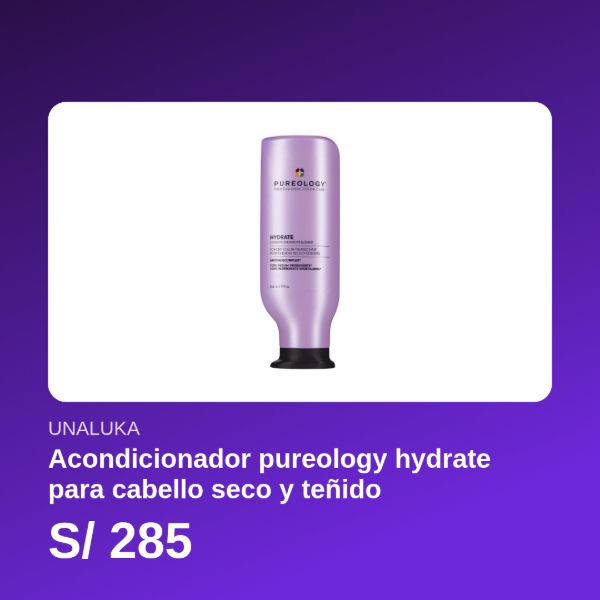 PUREOLOGY
HYDRATE
UNALUKA
Acondicionador pureology hydrate
para cabello seco y teñido
S/ 285